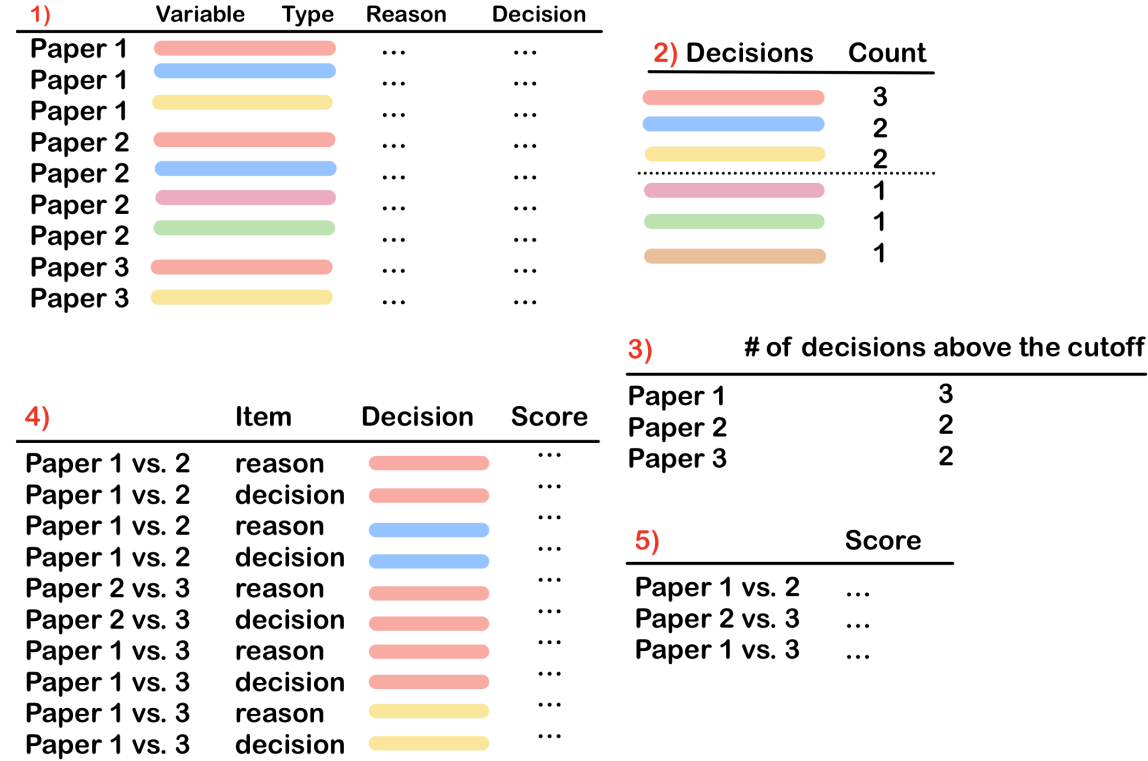 1) Variable Type Reason Decision
Paper 1 ... ...
Paper 1 ... ...
Paper 1 ... ...
Paper 2 ... ...
Paper 2 ... ...
Paper 2 ... ...
Paper 2 ... ...
Paper 3 ... ...
Paper 3 ... ...
2) Decisions Count
3
2
2
1
1
1
3) # of decisions above the cutoff
Paper 1 3
Paper 2 2
Paper 3 2
4) Item Decision Score
Paper 1 vs. 2 reason ...
Paper 1 vs. 2 decision ...
Paper 1 vs. 2 reason ...
Paper 1 vs. 2 decision ...
Paper 2 vs. 3 reason ...
Paper 2 vs. 3 decision ...
Paper 1 vs. 3 reason ...
Paper 1 vs. 3 decision ...
Paper 1 vs. 3 reason ...
Paper 1 vs. 3 decision ...
5) Score
Paper 1 vs. 2 ...
Paper 2 vs. 3 ...
Paper 1 vs. 3 ...